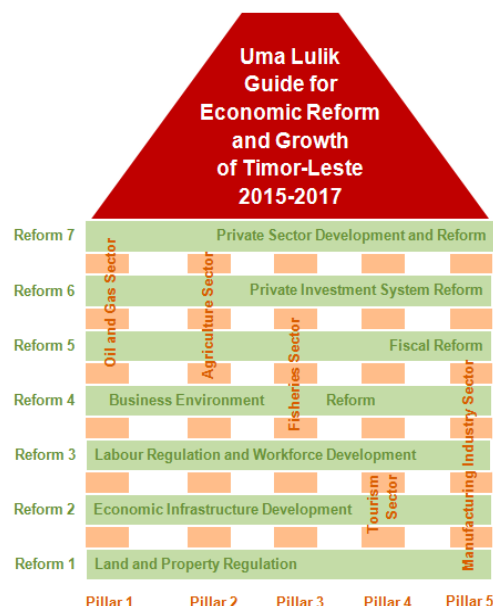 Uma Lulik
Guide for
Economic Reform
and Growth
of Timor-Leste
2015-2017
Reform 7 Private Sector Development and Reform
Reform 6 Private Investment System Reform
Reform 5 Fiscal Reform
Reform 4 Business Environment Reform
Reform 3 Labour Regulation and Workforce Development
Reform 2 Economic Infrastructure Development
Reform 1 Land and Property Regulation
Oil and Gas Sector
Agriculture Sector
Fisheries Sector
Tourism
Sector
Manufacturing Industry Sector
Pillar 1 Pillar 2 Pillar 3 Pillar 4 Pillar 5